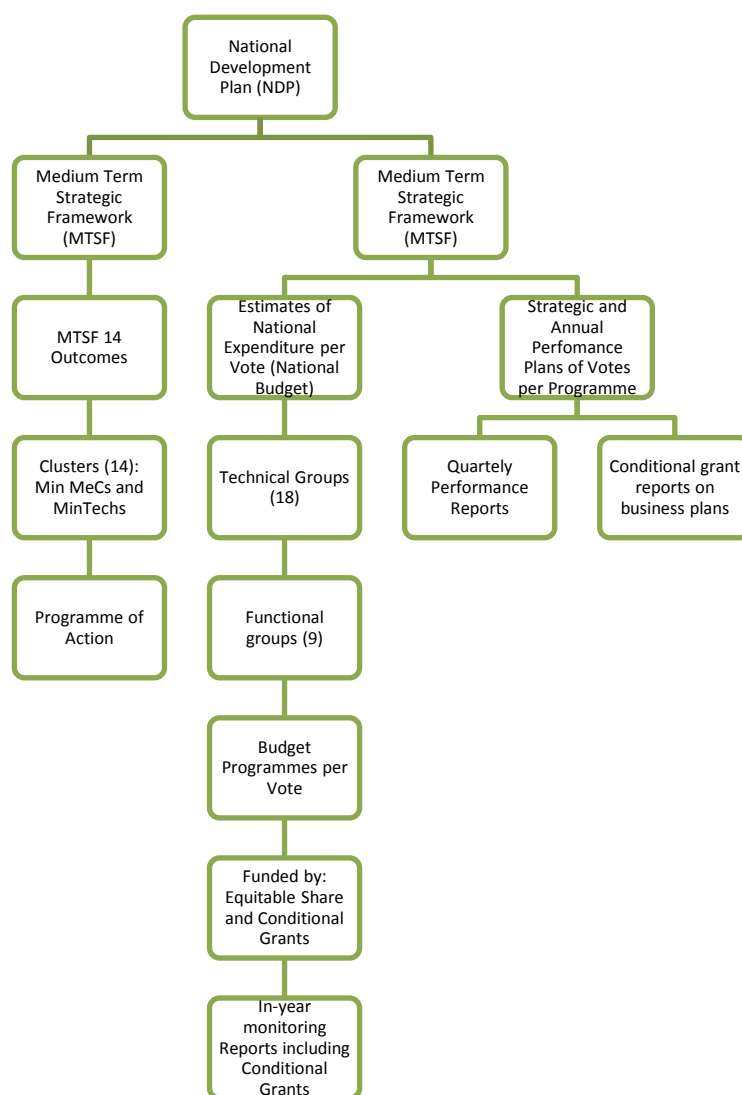 National
Development
Plan (NDP)
Medium Term
Strategic
Framework
(MTSF)
Medium Term
Strategic
Framework
(MTSF)
MTSF 14
Outcomes
Estimates of
National
Expenditure per
Vote (National
Budget)
Strategic and
Annual
Perfomance
Plans of Votes
per Programme
Clusters (14):
Min MeCs and
MinTechs
Technical Groups
(18)
Quartely
Performance
Reports
Conditional grant
reports on
business plans
Programme of
Action
Functional
groups (9)
Budget
Programmes per
Vote
Funded by:
Equitable Share
and Conditional
Grants
In-year
monitoring
Reports including
Conditional
Grants